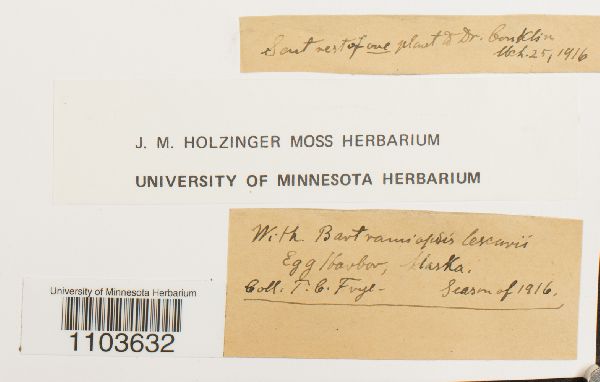 Sent rest of one plant to Dr. Conklin
Mch. 25, 1916
J. M. HOLZINGER MOSS HERBARIUM
UNIVERSITY OF MINNESOTA HERBARIUM
With Bartramiopsis lescurii
Egg Harbor, Alaska.
Coll. T. C. Frye - Season of 1916.
University of Minnesota Herbarium
1103632